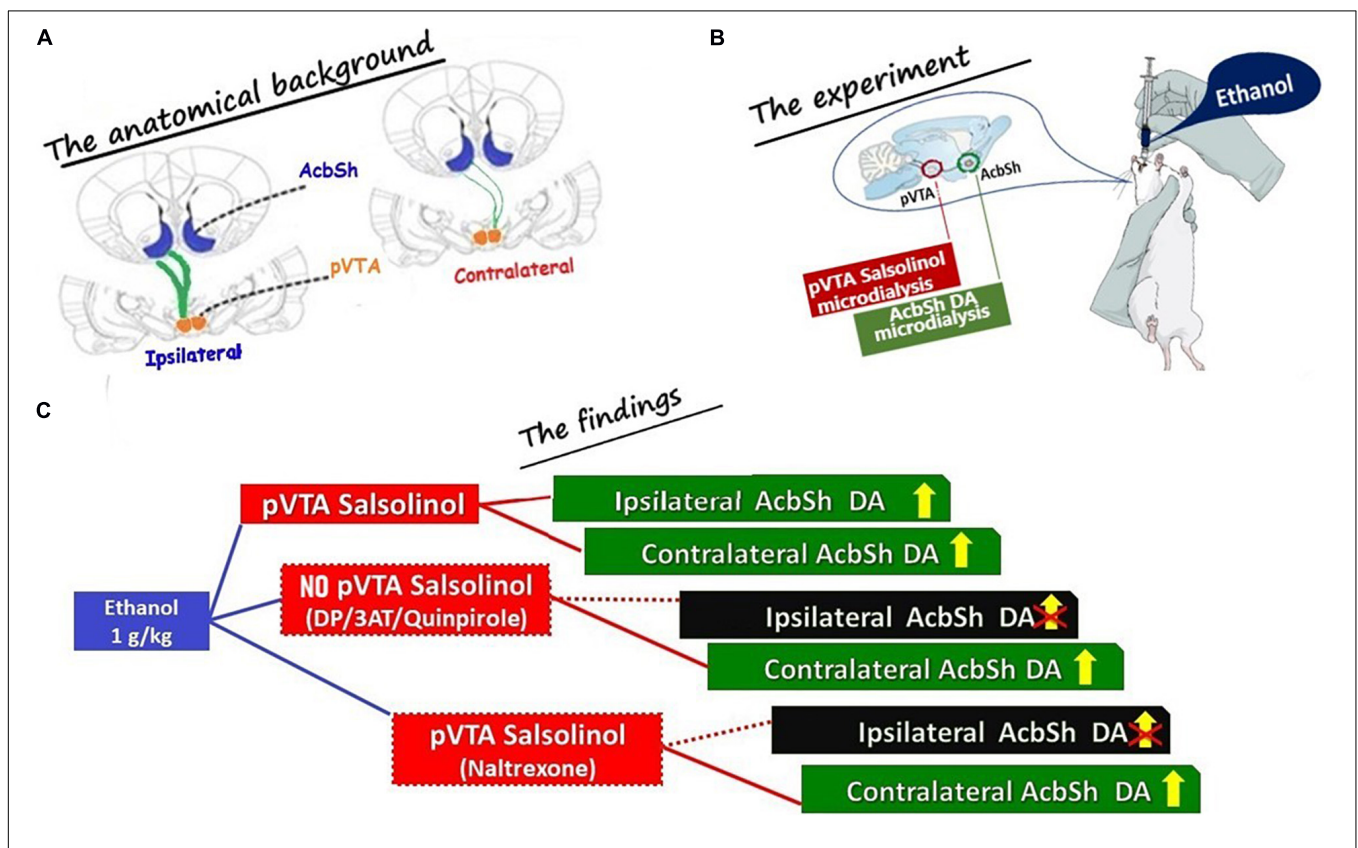 A
The anatomical background
AcbSh
pVTA
Ipsilateral
Contralateral
B
The experiment
Ethanol
pVTA
AcbSh
pVTA Salsolinol
microdialysis
AcbSh DA
microdialysis
C
The findings
Ethanol
1 g/kg
pVTA Salsolinol
Ipsilateral AcbSh DA
Contralateral AcbSh DA
NO pVTA Salsolinol
(DP/3AT/Quinpirole)
Ipsilateral AcbSh DA
Contralateral AcbSh DA
pVTA Salsolinol
(Naltrexone)
Ipsilateral AcbSh DA
Contralateral AcbSh DA